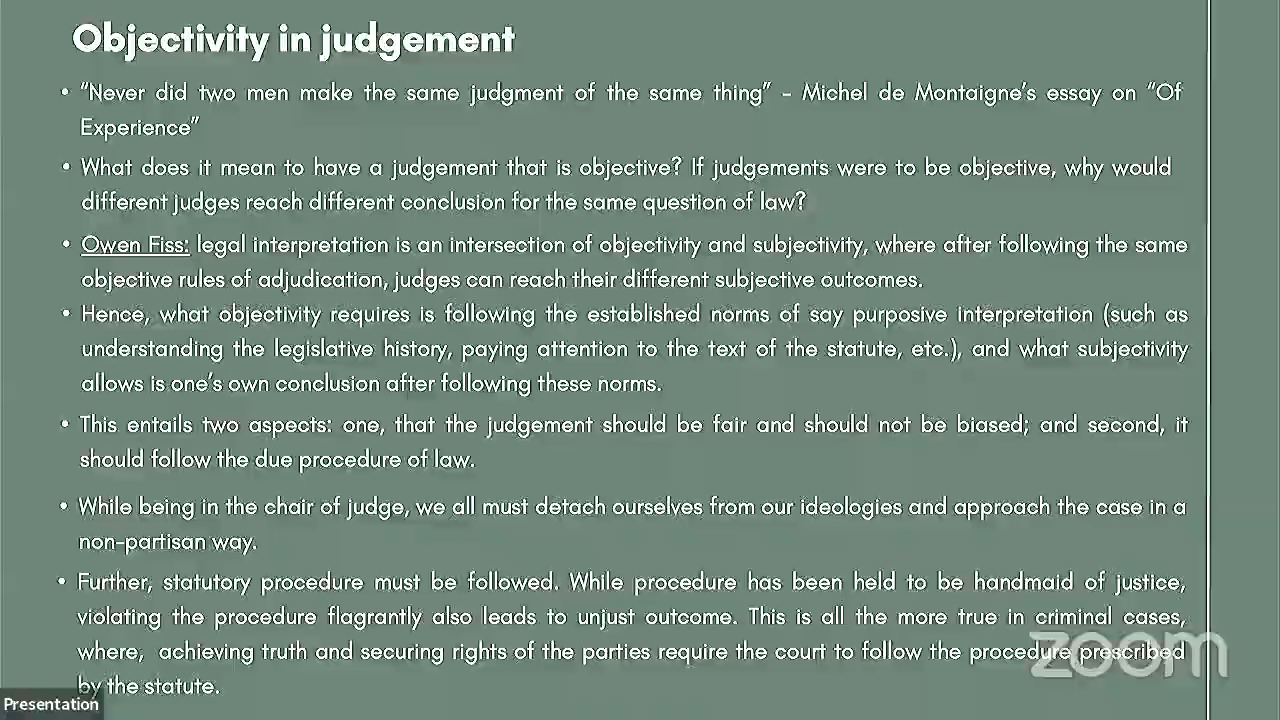 Objectivity in judgement
• “Never did two men make the same judgment of the same thing” – Michel de Montaigne’s essay on “Of
Experience”
• What does it mean to have a judgement that is objective? If judgements were to be objective, why would
different judges reach different conclusion for the same question of law?
• Owen Fiss: legal interpretation is an intersection of objectivity and subjectivity, where after following the same
objective rules of adjudication, judges can reach their different subjective outcomes.
• Hence, what objectivity requires is following the established norms of say purposive interpretation (such as
understanding the legislative history, paying attention to the text of the statute, etc.), and what subjectivity
allows is one’s own conclusion after following these norms.
• This entails two aspects: one, that the judgement should be fair and should not be biased; and second, it
should follow the due procedure of law.
• While being in the chair of judge, we all must detach ourselves from our ideologies and approach the case in a
non-partisan way.
• Further, statutory procedure must be followed. While procedure has been held to be handmaid of justice,
violating the procedure flagrantly also leads to unjust outcome. This is all the more true in criminal cases,
where, achieving truth and securing rights of the parties require the court to follow the procedure prescribed
by the statute.
zoom
Presentation